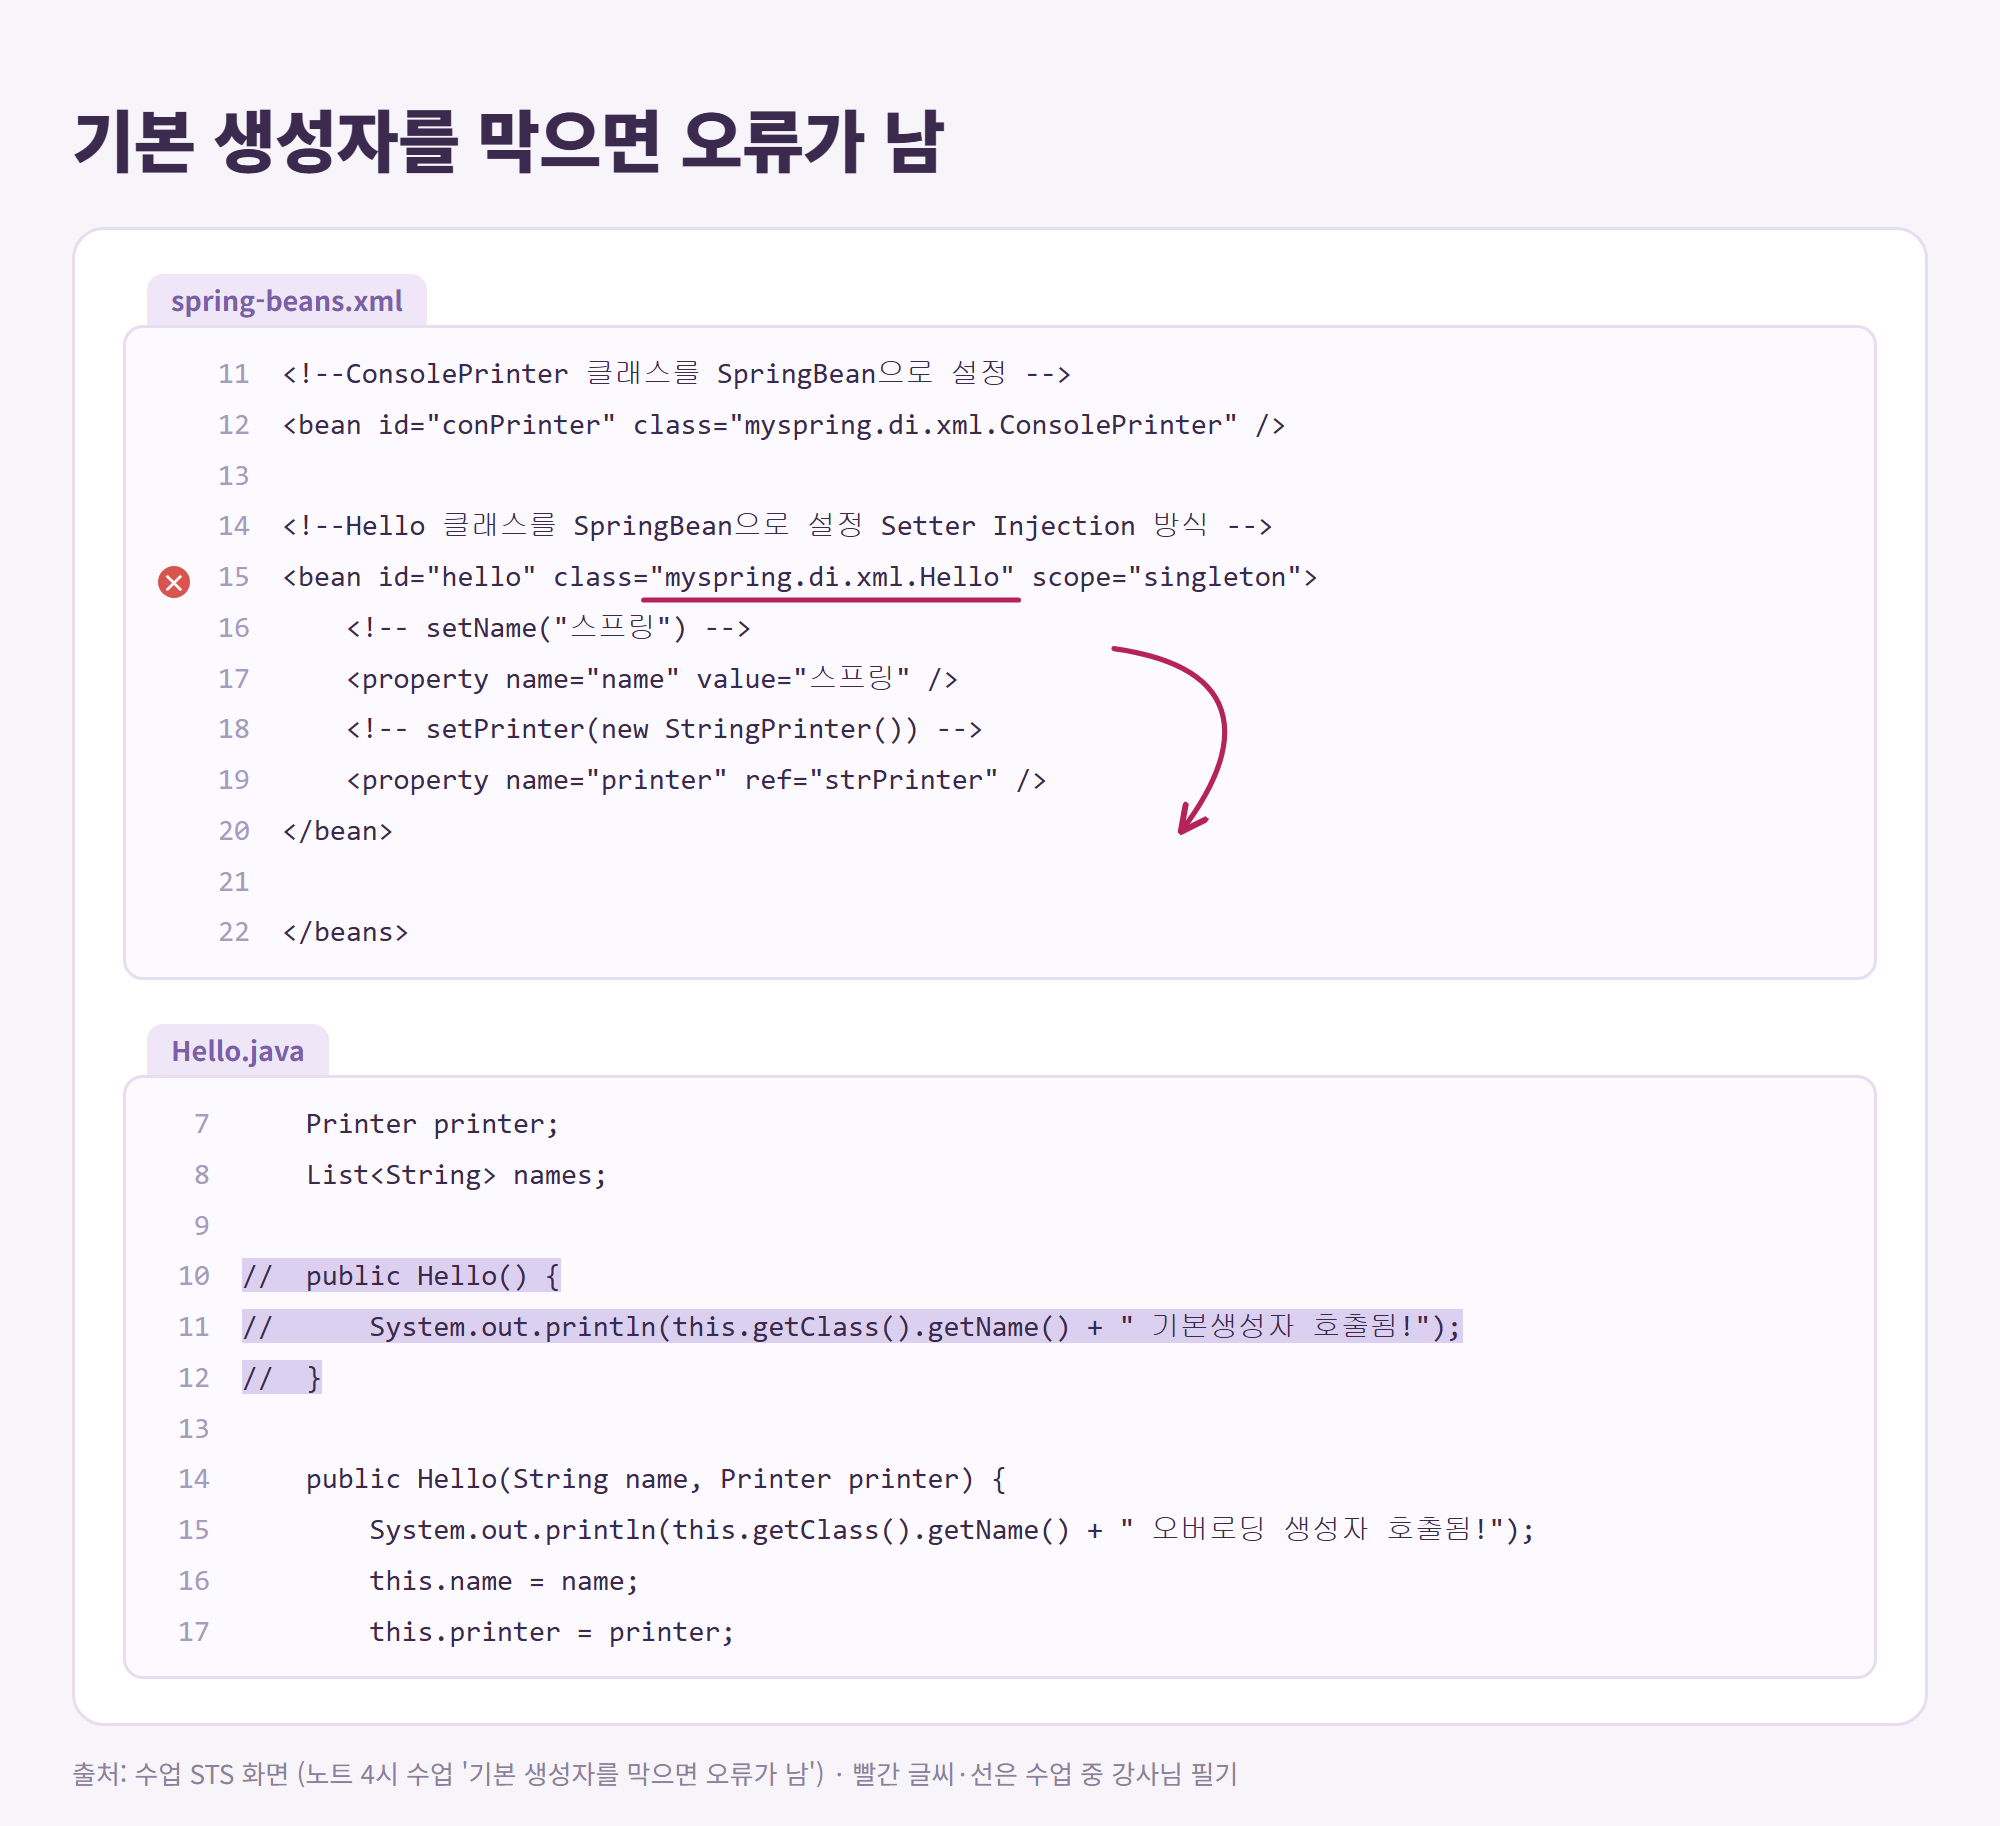 기본 생성자를 막으면 오류가 남
spring-beans.xml
11 <!--ConsolePrinter 클래스를 SpringBean으로 설정 -->
12 <bean id="conPrinter" class="myspring.di.xml.ConsolePrinter" />
13
14 <!--Hello 클래스를 SpringBean으로 설정 Setter Injection 방식 -->
15 <bean id="hello" class="myspring.di.xml.Hello" scope="singleton">
16     <!-- setName("스프링") -->
17     <property name="name" value="스프링" />
18     <!-- setPrinter(new StringPrinter()) -->
19     <property name="printer" ref="strPrinter" />
20 </bean>
21
22 </beans>
Hello.java
7     Printer printer;
8     List<String> names;
9
10 //  public Hello() {
11 //      System.out.println(this.getClass().getName() + " 기본생성자 호출됨!");
12 //  }
13
14     public Hello(String name, Printer printer) {
15         System.out.println(this.getClass().getName() + " 오버로딩 생성자 호출됨!");
16         this.name = name;
17         this.printer = printer;
출처: 수업 STS 화면 (노트 4시 수업 '기본 생성자를 막으면 오류가 남') · 빨간 글씨·선은 수업 중 강사님 필기